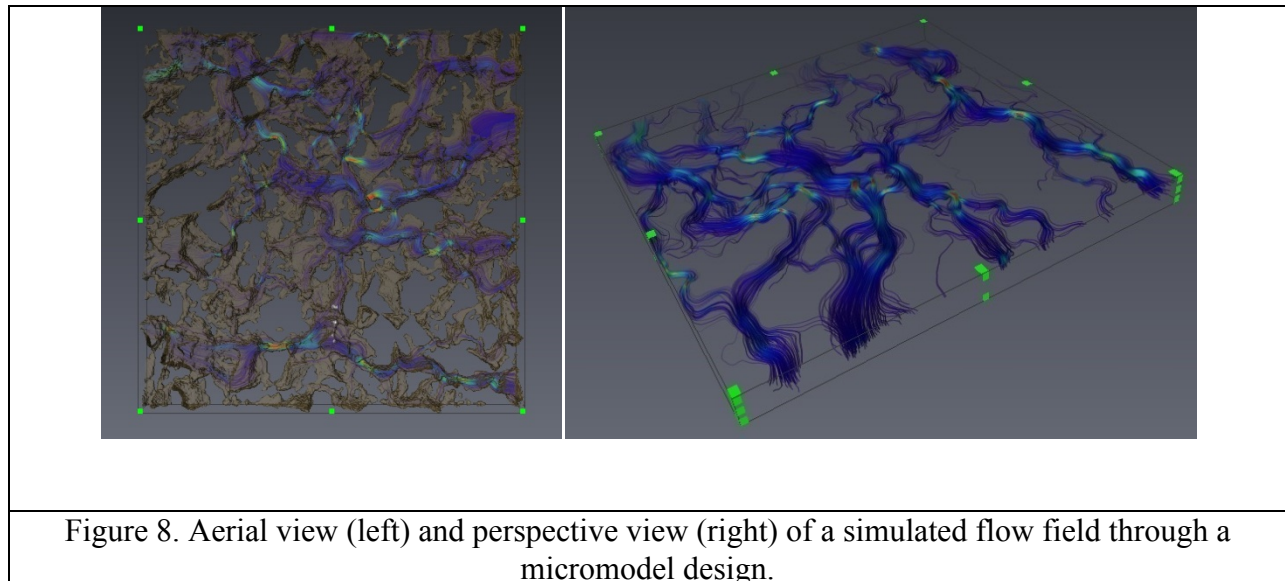 Figure 8. Aerial view (left) and perspective view (right) of a simulated flow field through a
micromodel design.